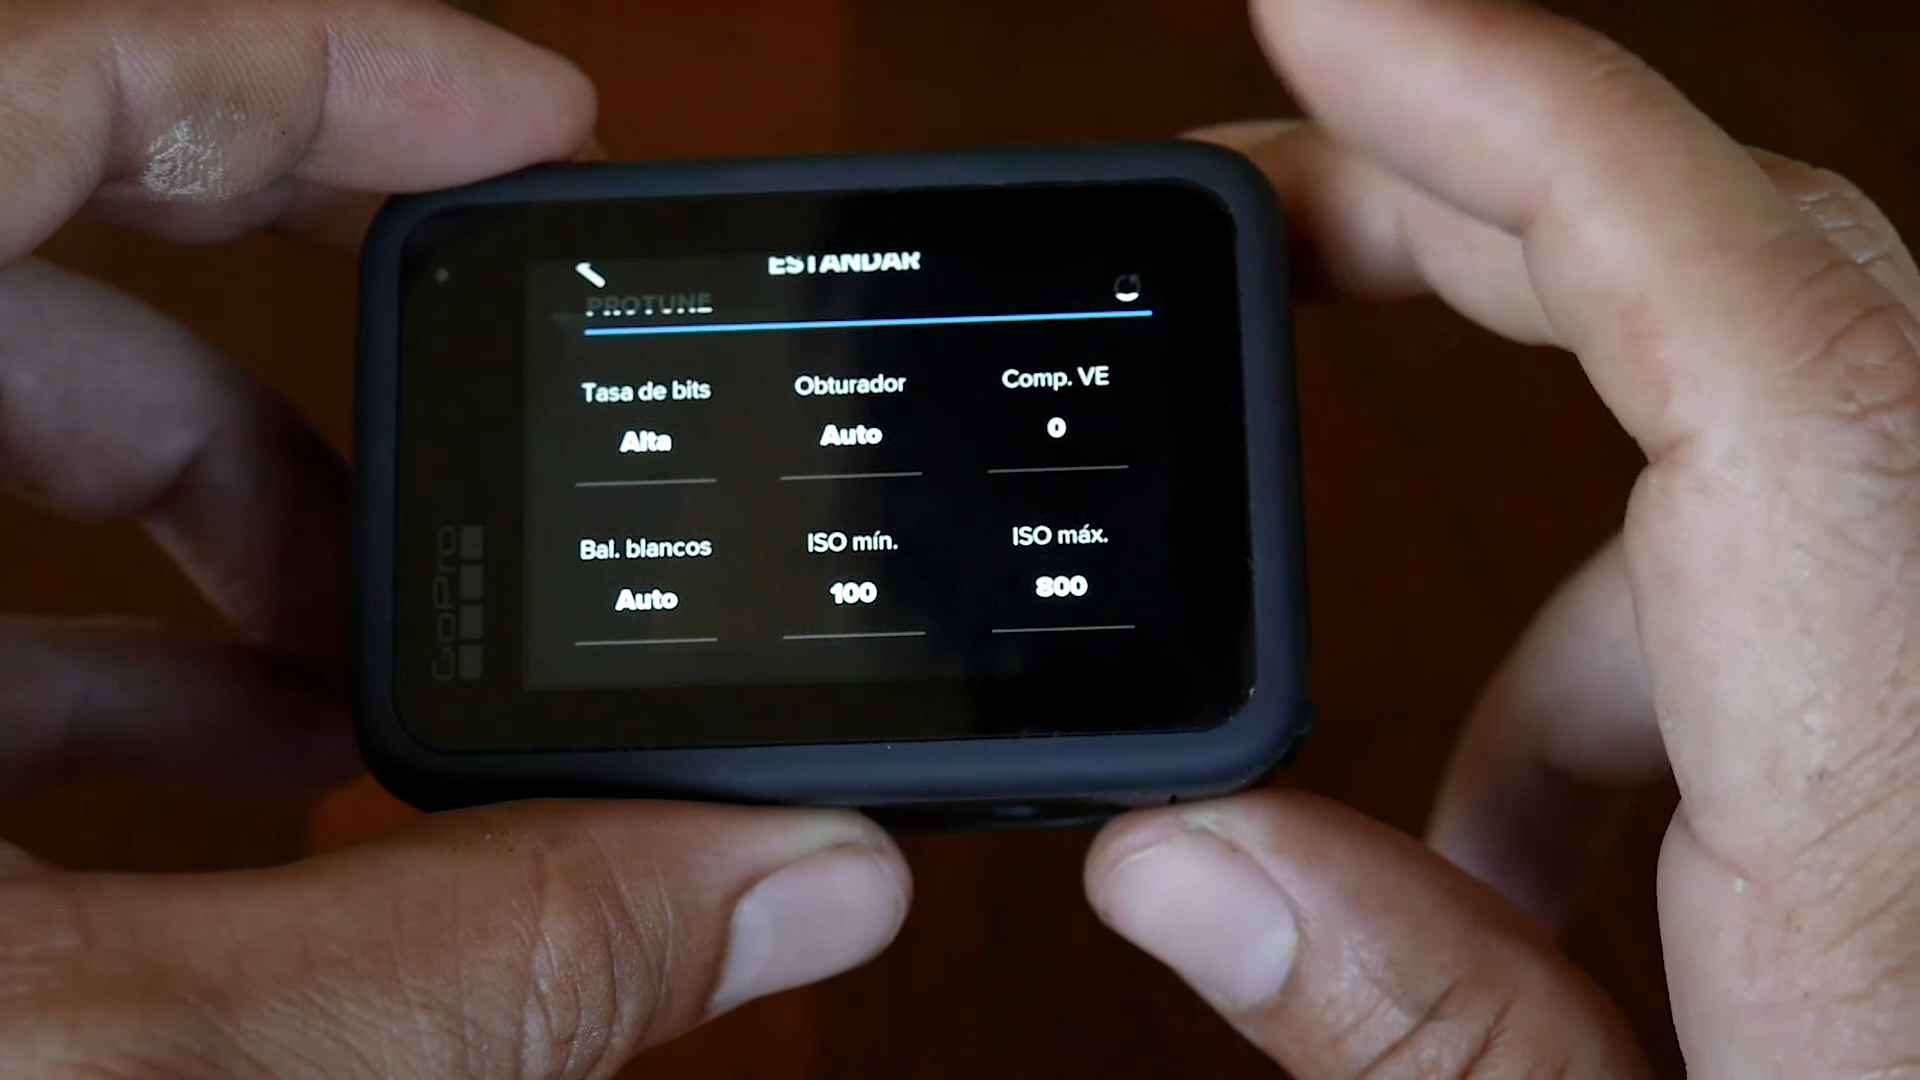 ESTÁNDAR
PROTUNE
Tasa de bits Obturador Comp. VE
Alta Auto 0
Bal. blancos ISO mín. ISO máx.
Auto 100 800
GoPro